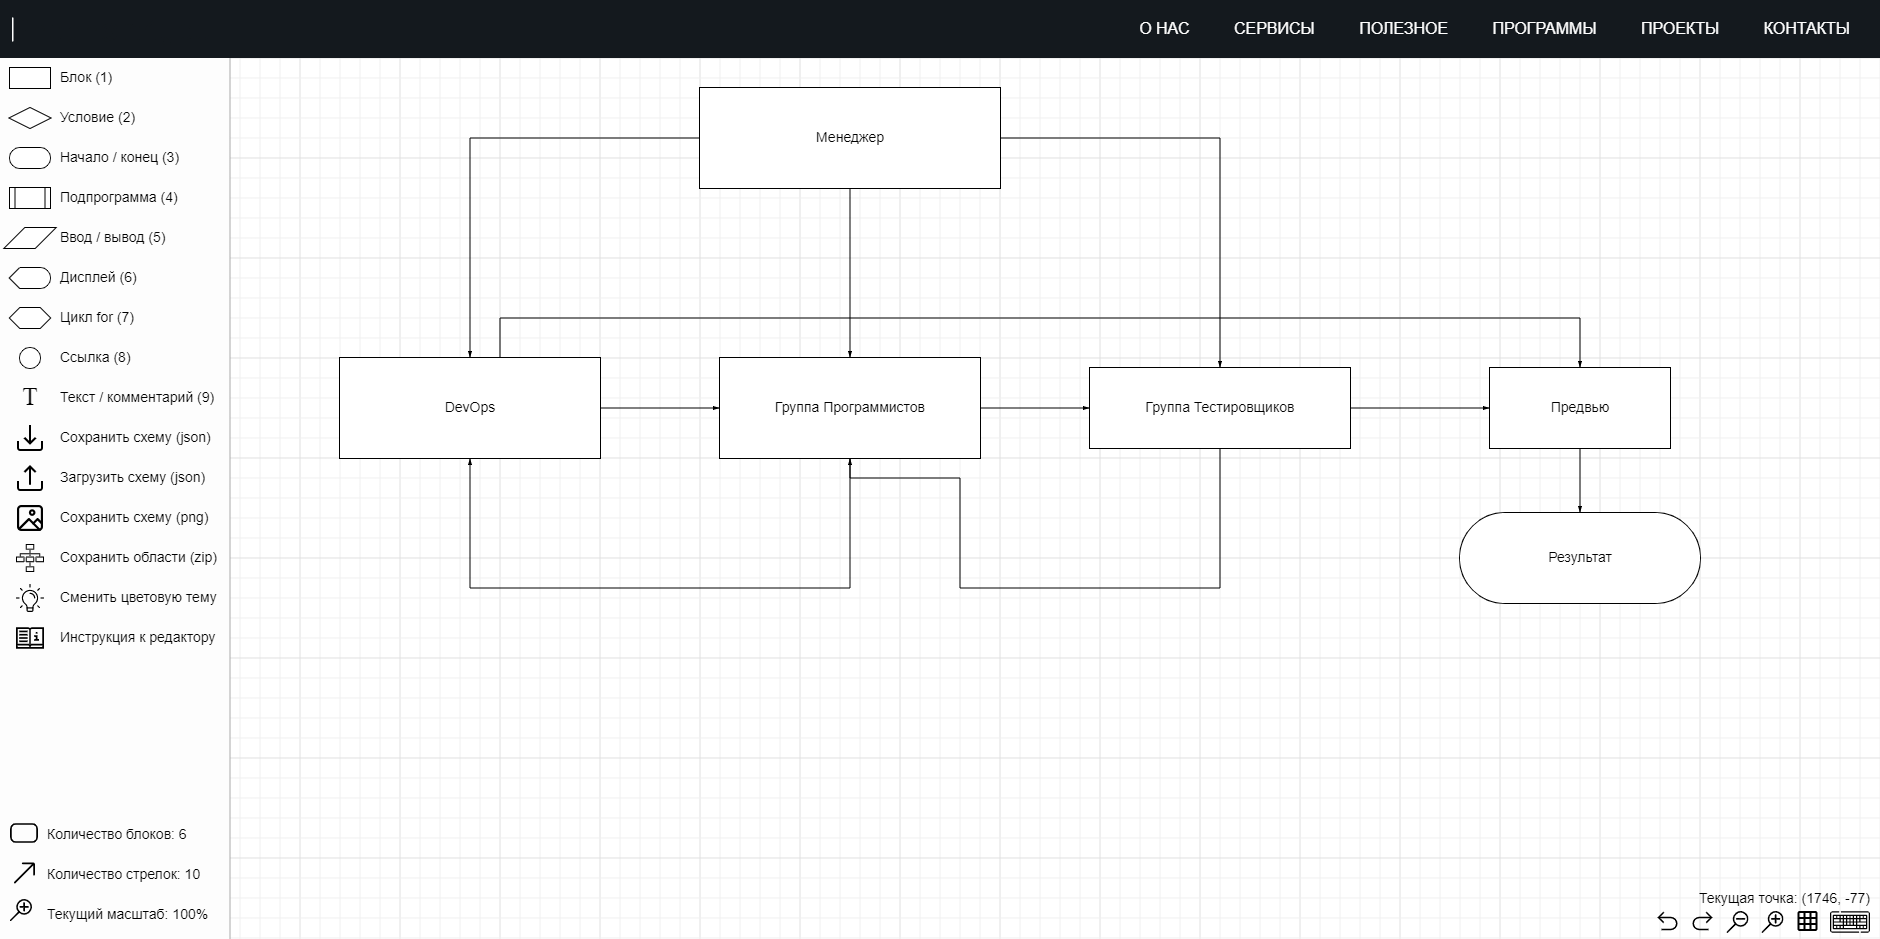 О НАС СЕРВИСЫ ПОЛЕЗНОЕ ПРОГРАММЫ ПРОЕКТЫ КОНТАКТЫ
Блок (1)
Условие (2)
Начало / конец (3)
Подпрограмма (4)
Ввод / вывод (5)
Дисплей (6)
Цикл for (7)
Ссылка (8)
T Текст / комментарий (9)
Сохранить схему (json)
Загрузить схему (json)
Сохранить схему (png)
Сохранить области (zip)
Сменить цветовую тему
Инструкция к редактору
Количество блоков: 6
Количество стрелок: 10
Текущий масштаб: 100%
Менеджер
DevOps
Группа Программистов
Группа Тестировщиков
Предвью
Результат
Текущая точка: (1746, -77)